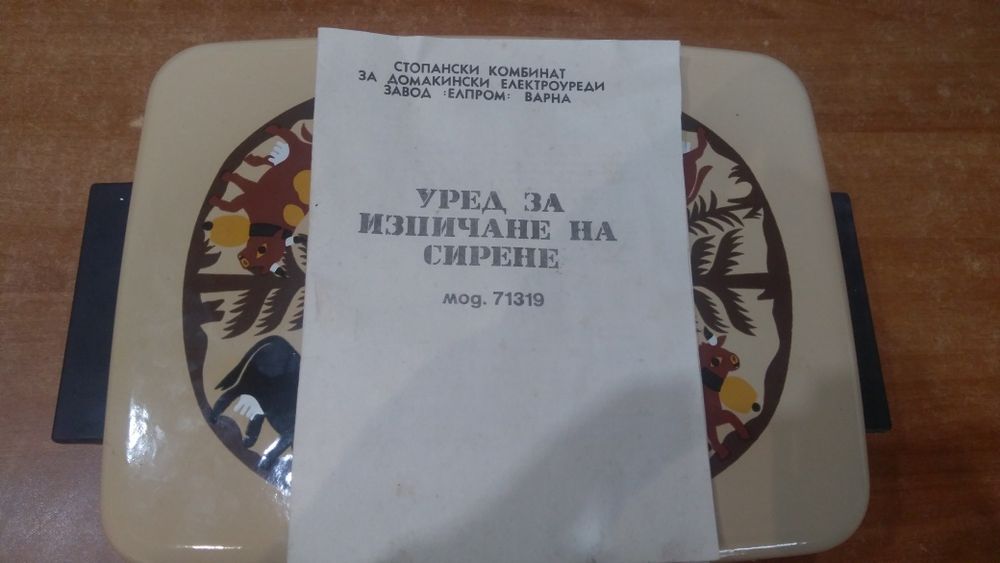 СТОПАНСКИ КОМБИНАТ
ЗА ДОМАКИНСКИ ЕЛЕКТРОУРЕДИ
ЗАВОД :ЕЛПРОМ: ВАРНА
УРЕД ЗА
ИЗПИЧАНЕ НА
СИРЕНЕ
мод. 71319